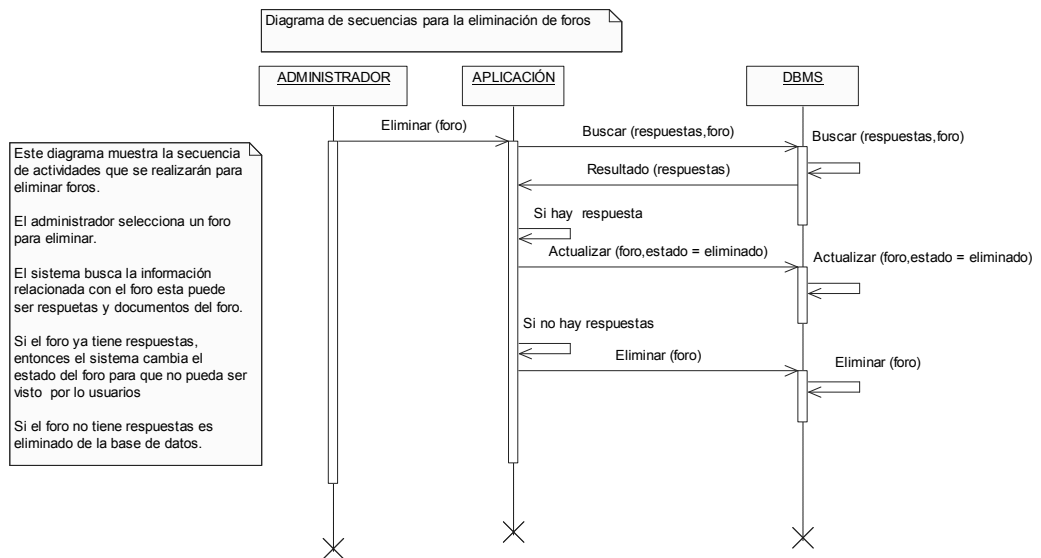 Diagrama de secuencias para la eliminación de foros
ADMINISTRADOR
APLICACIÓN
DBMS
Eliminar (foro)
Buscar (respuestas,foro)
Buscar (respuestas,foro)
Resultado (respuestas)
Si hay respuesta
Actualizar (foro,estado = eliminado)
Actualizar (foro,estado = eliminado)
Si no hay respuestas
Eliminar (foro)
Eliminar (foro)
Este diagrama muestra la secuencia
de actividades que se realizarán para
eliminar foros.
El administrador selecciona un foro
para eliminar.
El sistema busca la información
relacionada con el foro esta puede
ser respuetas y documentos del foro.
Si el foro ya tiene respuestas,
entonces el sistema cambia el
estado del foro para que no pueda ser
visto por lo usuarios
Si el foro no tiene respuestas es
eliminado de la base de datos.